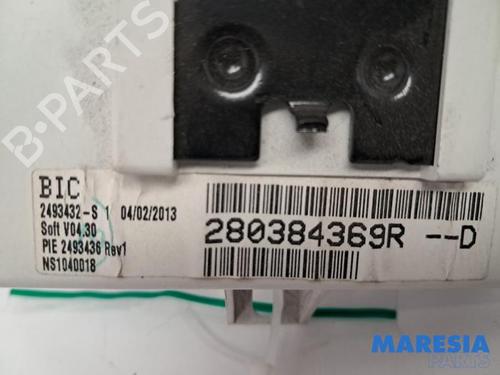 B-PARTS
BIC
2493432-S 1 04/02/2013
Soft V04.30
PIE 2493436 Rev1
NS1040018
280384369R --D
MARESIA
PARTS